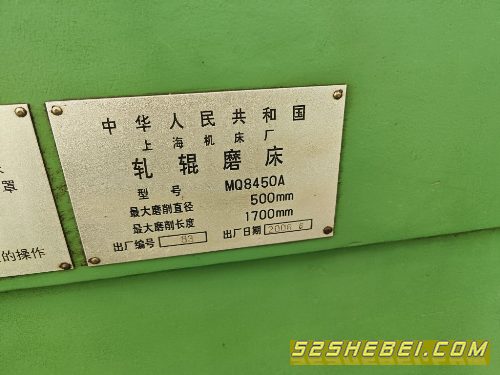 中华人民共和国
上海机床厂
轧辊磨床
型号 MQ8450A
最大磨削直径 500mm
最大磨削长度 1700mm
出厂编号 83 出厂日期 2006 6
罩
的操作
52SHEBEI.COM